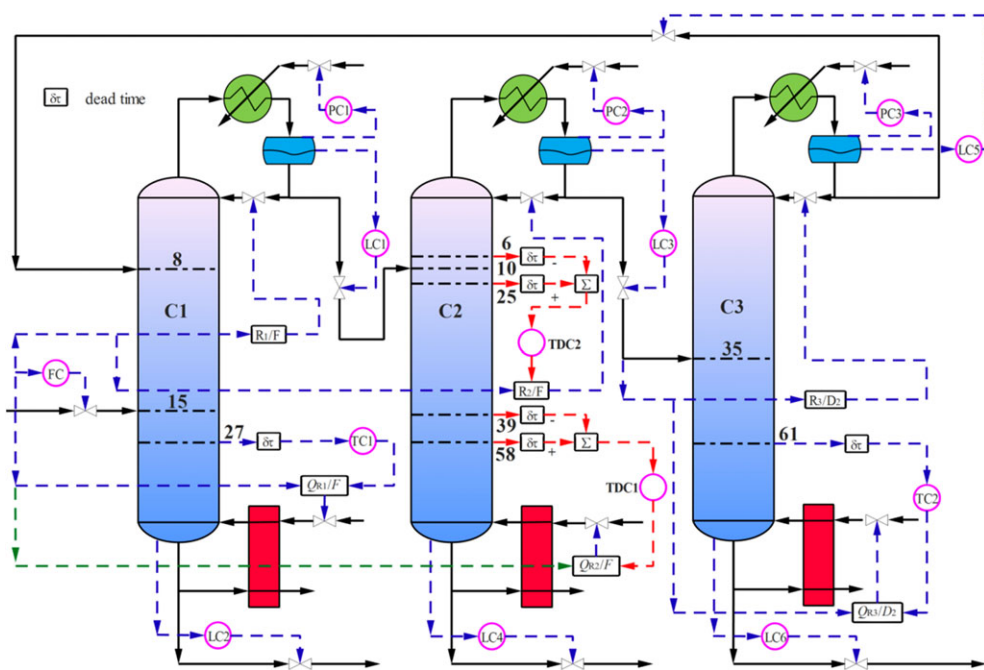 δτ dead time
PC1
PC2
PC3
LC5
LC1
LC3
8
6
δτ
-
10
25
δτ
+
Σ
C1
C2
C3
R1/F
TDC2
35
FC
R2/F
R3/D2
15
39
δτ
-
27
δτ
TC1
58
δτ
+
Σ
61
δτ
QR1/F
TDC1
TC2
QR2/F
QR3/D2
LC2
LC4
LC6